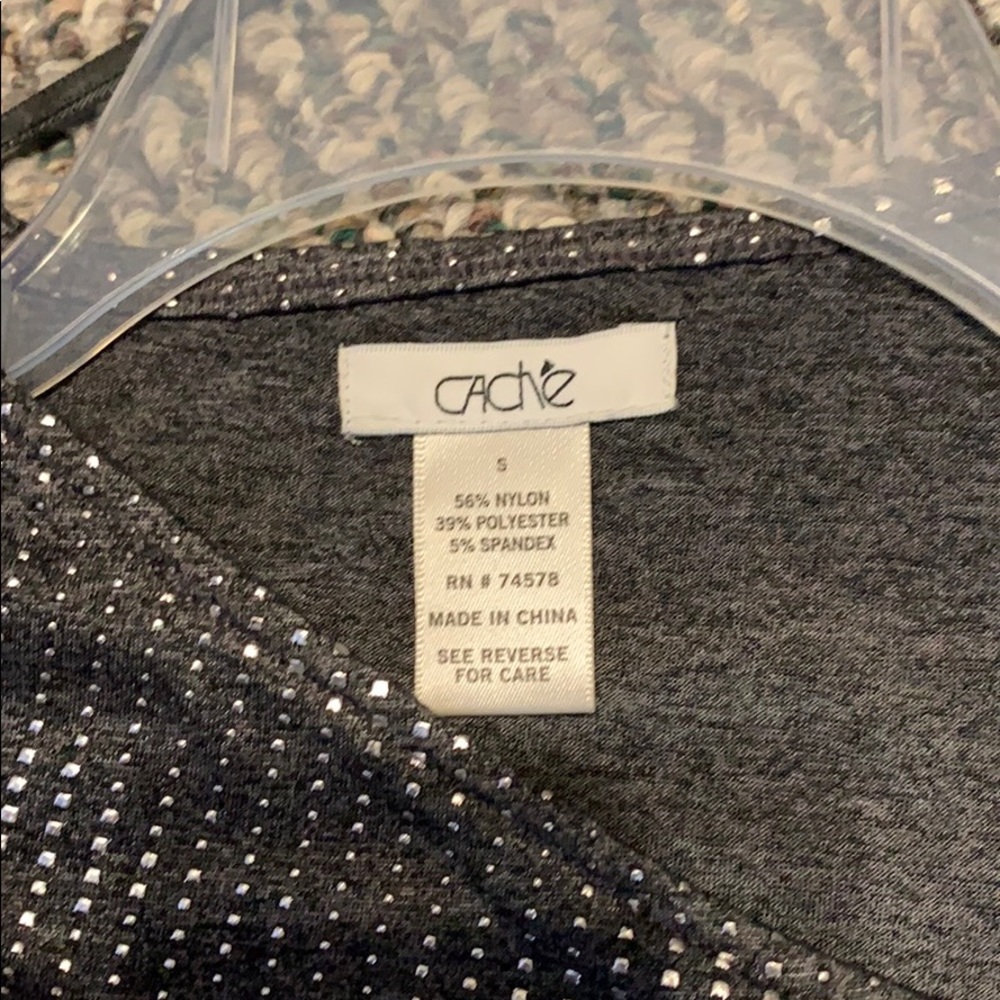 CACHÉ
S
56% NYLON
39% POLYESTER
5% SPANDEX
RN # 74578
MADE IN CHINA
SEE REVERSE
FOR CARE